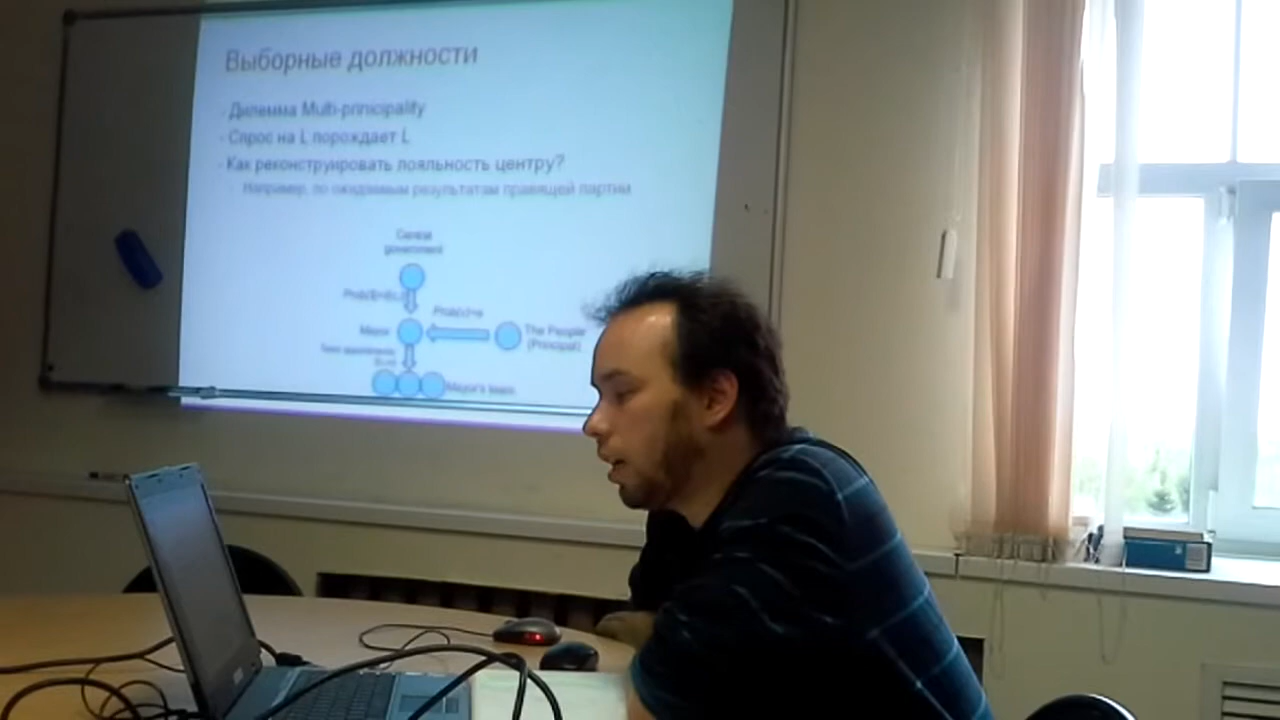 Выборные должности
- Дилемма Multi-prinicipality
- Спрос на L порождает L
- Как реконструировать лояльность центру?
Например, по ожидаемым результатам правящей партии
Central
government
Mayor
The People
(Principal)
Mayor's team